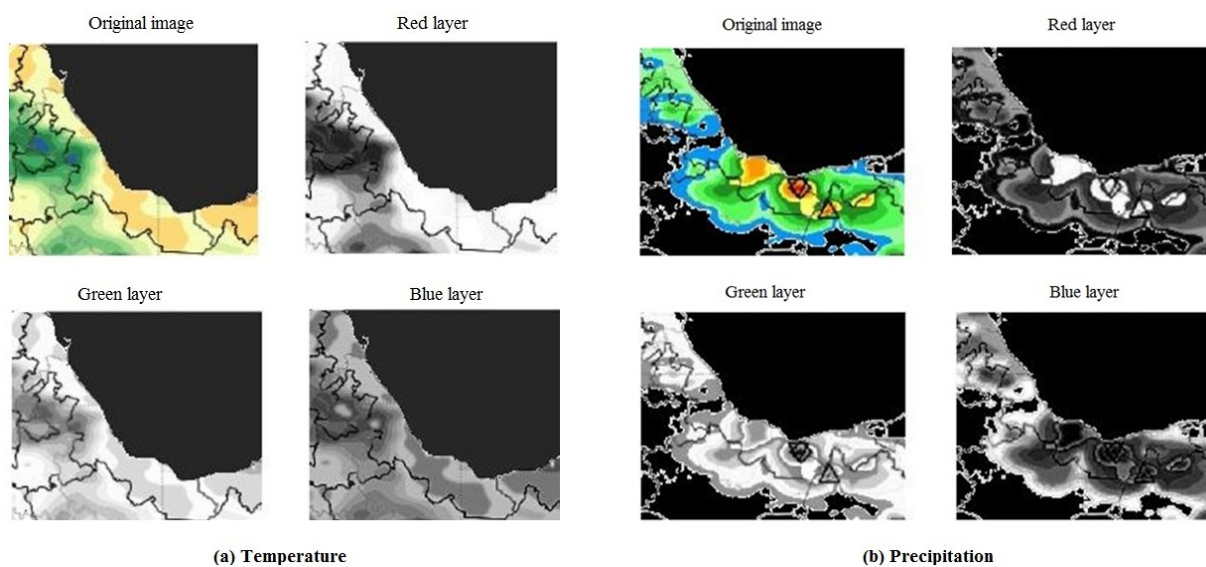 Original image
Red layer
Green layer
Blue layer
(a) Temperature
Original image
Red layer
Green layer
Blue layer
(b) Precipitation